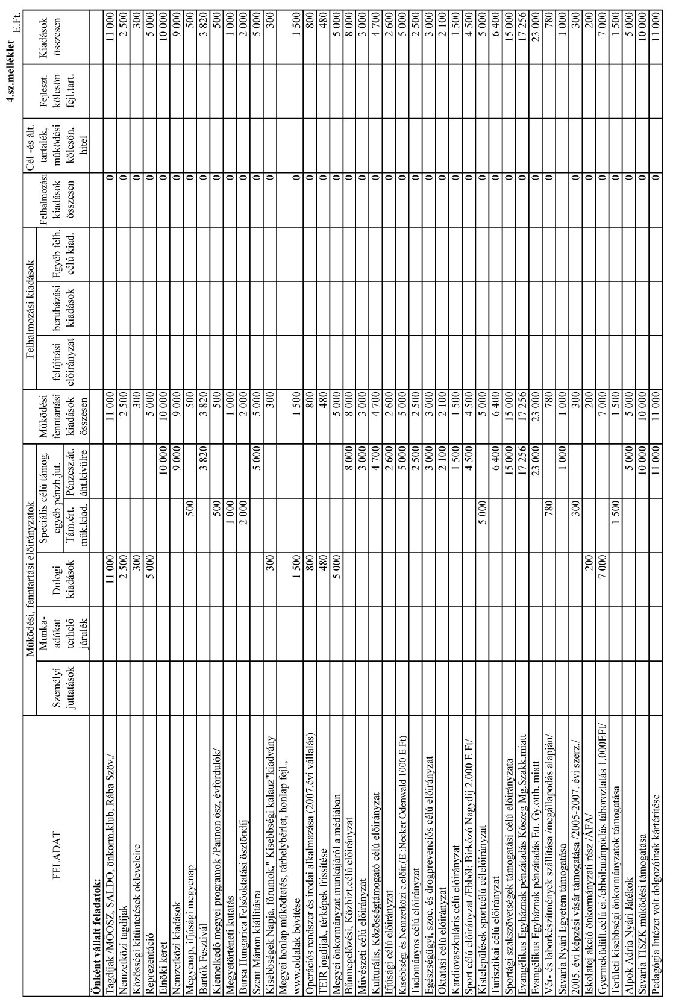 4.sz.melléklet E.Ft.
FELADAT
Működési, fenntartási előirányzatok
Személyi juttatások
Munka-adókat terhelő járulék
Dologi kiadások
Speciális célú támog. egyéb pénzb.jut.
Tám.ért. műk.kiad.
Pénzesz.át. áht.kivülre
Működési fenntartási kiadások összesen
Felhalmozási kiadások
felújítási előirányzat
beruházási kiadások
Egyéb felh. célú kiad.
Felhalmozási kiadások összesen
Cél -és ált. tartalék, működési kölcsön, hitel
Fejleszt. kölcsön fejl.tart.
Kiadások összesen
Önként vállalt feladatok:
Tagdíjak /MÖOSZ, SALDO, önkorm.klub, Rába Szöv./ 11 000 11 000 0 11 000
Nemzetközi tagdíjak 2 500 2 500 0 2 500
Közösségi kitüntetések okleveleire 300 300 0 300
Reprezentáció 5 000 5 000 0 5 000
Elnöki keret 10 000 10 000 0 10 000
Nemzetközi kiadások 9 000 9 000 0 9 000
Megyenap, ifjúsági megyenap 500 500 0 500
Bartók Fesztivál 3 820 3 820 0 3 820
Kiemelkedő megyei programok /Pannon ősz, évfordulók/ 500 500 0 500
Megyetörténeti kutatás 1 000 1 000 0 1 000
Bursa Hungarica Felsőoktatási ösztöndíj 2 000 2 000 0 2 000
Szent Márton kiállításra 5 000 5 000 0 5 000
Kisebbségek Napja, fórumok," Kisebbségi kalauz"kiadvány 300 300 0 300
Megyei honlap működtetés, tárhelybérlet, honlap fejl.,
www.oldalak bővítése 1 500 1 500 0 1 500
Operációs rendszer és irodai alkalmazása (2007.évi vállalás) 800 800 0 800
TEIR jogdíjak, térképek frissítése 480 480 0 480
Megyei önkormányzat munkájáról a médiában 5 000 5 000 0 5 000
Bűnmegelőzési, Közbizt.célú előirányzat 8 000 8 000 0 8 000
Művészeti célú előirányzat 3 000 3 000 0 3 000
Kulturális, Közösségtámogató célú előirányzat 4 700 4 700 0 4 700
Ifjúsági célú előirányzat 2 600 2 600 0 2 600
Kisebbségi és Nemzetközi c.előir.(E.:Necker Odenwald 1000 E Ft) 5 000 5 000 0 5 000
Tudományos célú előirányzat 2 500 2 500 0 2 500
Egészségügyi, szoc. és drogprevenciós célú előirányzat 3 000 3 000 0 3 000
Oktatási célú előirányzat 2 100 2 100 0 2 100
Kardiovaszkuláris célú előirányzat 1 500 1 500 0 1 500
Sport célú előirányzat /Ebből: Birkózó Nagydíj 2.000 E Ft/ 4 500 4 500 0 4 500
Kistelepülések sportcélú célelőirányzat 5 000 5 000 0 5 000
Turisztikai célú előirányzat 6 400 6 400 0 6 400
Sportági szakszövetségek támogatási célú előirányzata 15 000 15 000 0 15 000
Evangélikus Egyháznak pénzátadás Kőszeg Mg.Szakk.miatt 17 256 17 256 0 17 256
Evangélikus Egyháznak pénzátadás Eü. Gy.otth. miatt 23 000 23 000 0 23 000
Vér- és laborkészítmények szállítása /megállapodás alapján/ 780 780 0 780
Savaria Nyári Egyetem támogatása 1 000 1 000 1 000
2005. évi képzési vásár támogatása /2005-2007. évi szerz./ 300 300 0 300
Iskolatej akció önkormányzati rész /ÁFA/ 200 200 0 200
Gyermeküdült.célú ei./ebből:utánpótlás táboroztatás 1.000EFt/ 7 000 7 000 0 7 000
Területi kisebbségi önkormányzatok támogatása 1 500 1 500 0 1 500
Alpok Adria Nyári Játékok 5 000 5 000 0 5 000
Savaria TISZK működési támogatása 10 000 10 000 0 10 000
Pedagógia Intézet volt dolgozóinak kártérítése 11 000 11 000 0 11 000